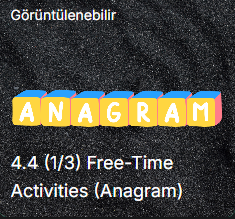 Görüntülenebilir
ANAGRAM
4.4 (1/3) Free-Time
Activities (Anagram)